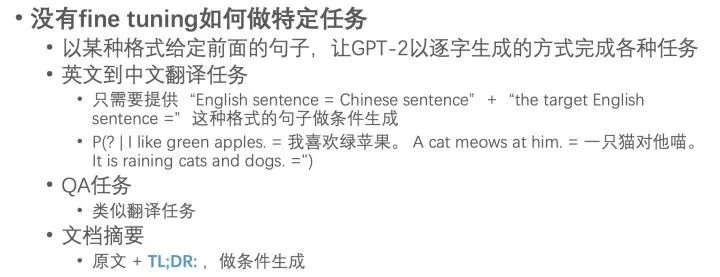 • 没有fine tuning如何做特定任务
• 以某种格式给定前面的句子，让GPT-2以逐字生成的方式完成各种任务
• 英文到中文翻译任务
• 只需要提供“English sentence = Chinese sentence” + “the target English
sentence =” 这种格式的句子做条件生成
• P(? | I like green apples. = 我喜欢绿苹果。 A cat meows at him. = 一只猫对他喵。
It is raining cats and dogs. =")
• QA任务
• 类似翻译任务
• 文档摘要
• 原文 + TL;DR: ，做条件生成